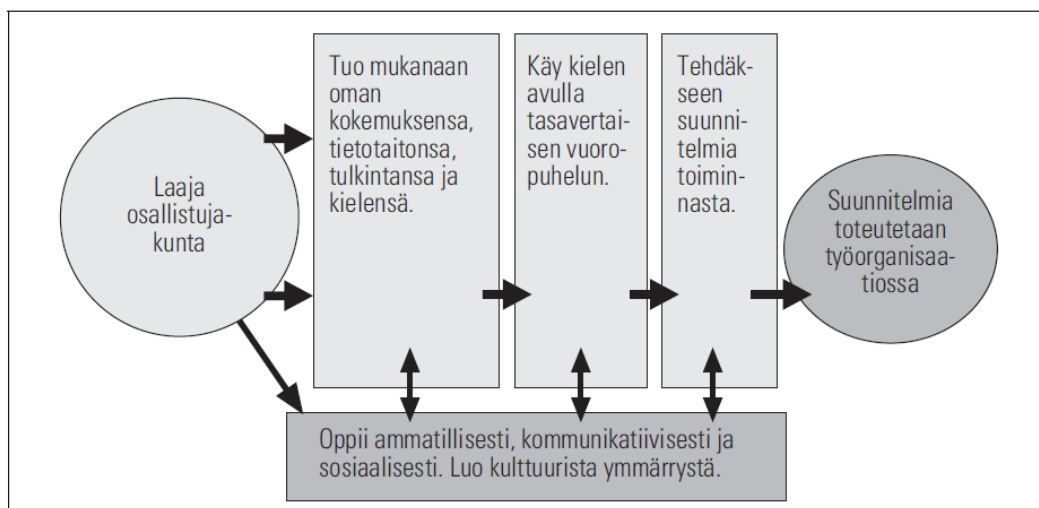 Laaja
osallistuja-
kunta
Tuo mukanaan
oman
kokemuksensa,
tietotaitonsa,
tulkintansa ja
kielensä.
Käy kielen
avulla
tasavertai-
sen vuoro-
puhelun.
Tehdäk-
seen
suunni-
telmia
toimin-
nasta.
Suunnitelmia
toteutetaan
työorganisaa-
tiossa
Oppii ammatillisesti, kommunikatiivisesti ja
sosiaalisesti. Luo kulttuurista ymmärrystä.